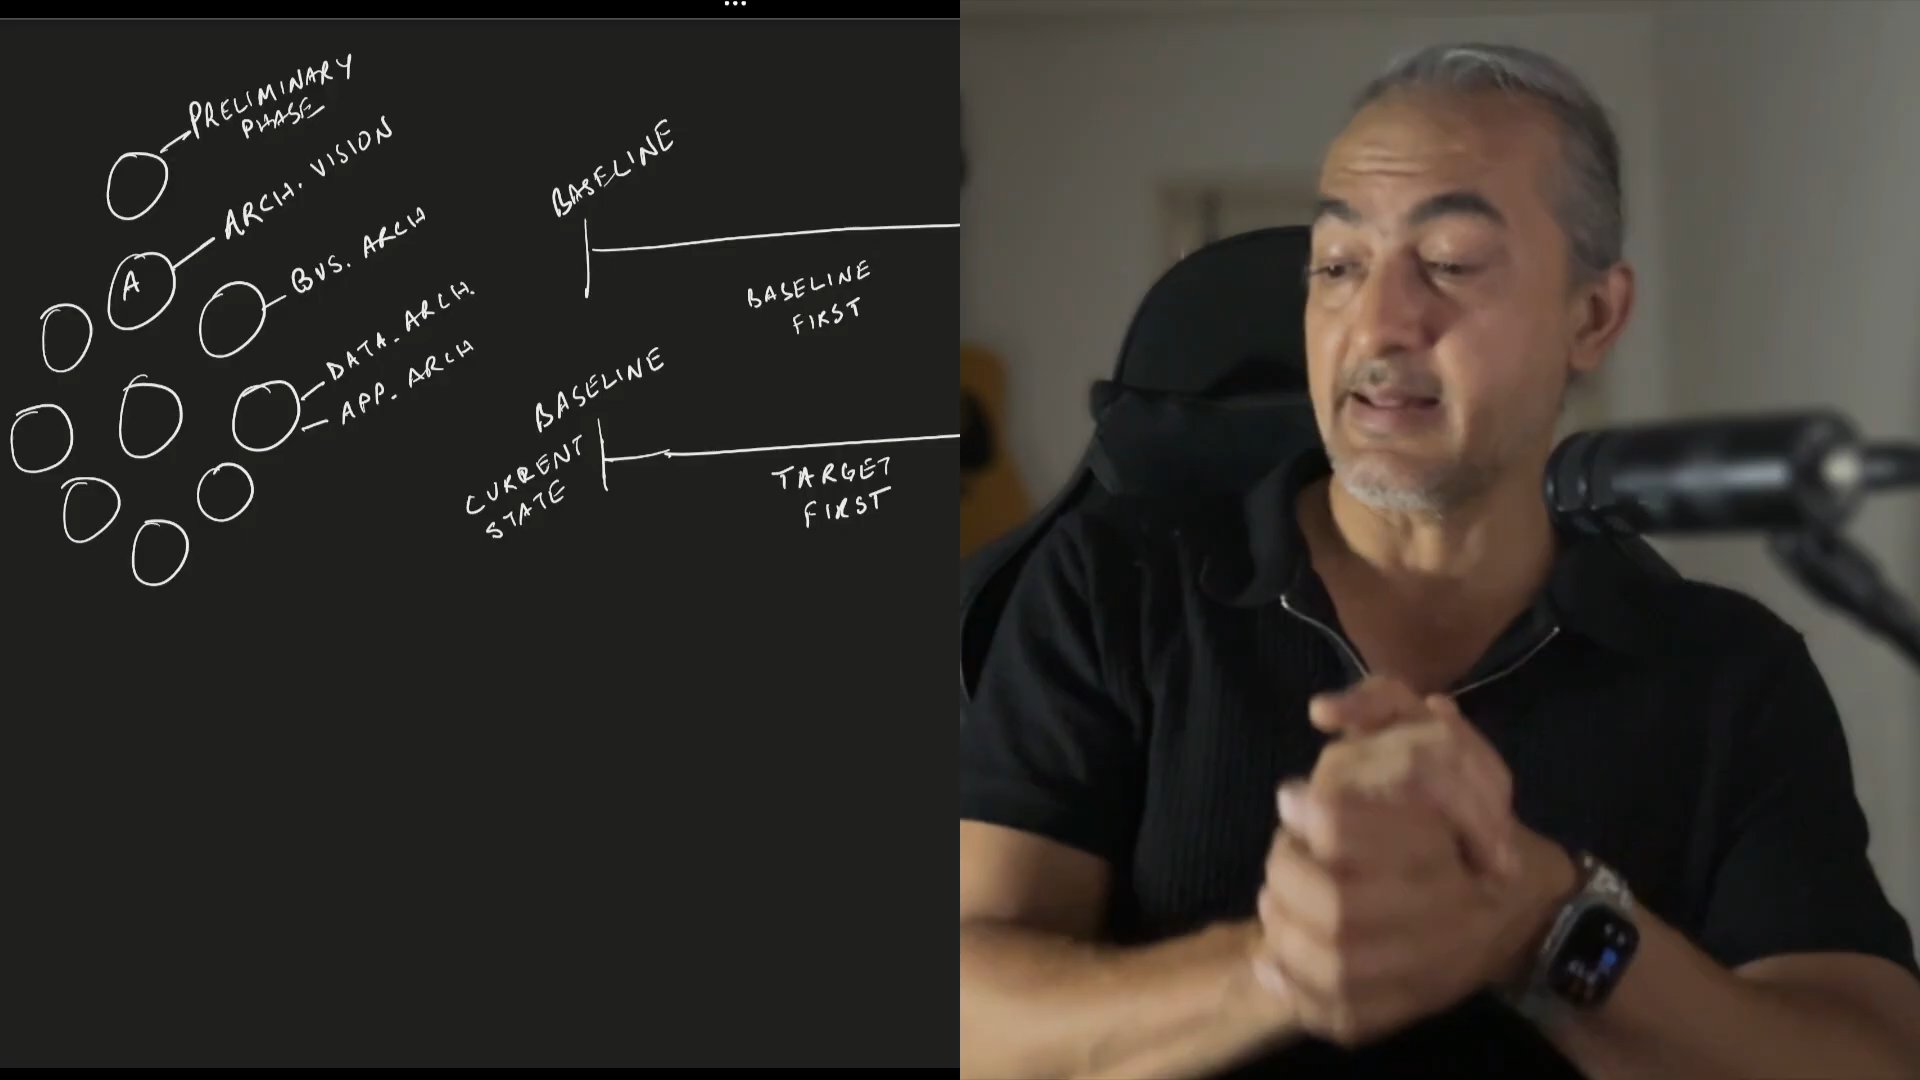 PRELIMINARY
PHASE
ARCH. VISION
A
BUS. ARCH
DATA. ARCH.
APP. ARCH
BASELINE
BASELINE
FIRST
BASELINE
CURRENT
STATE
TARGET
FIRST